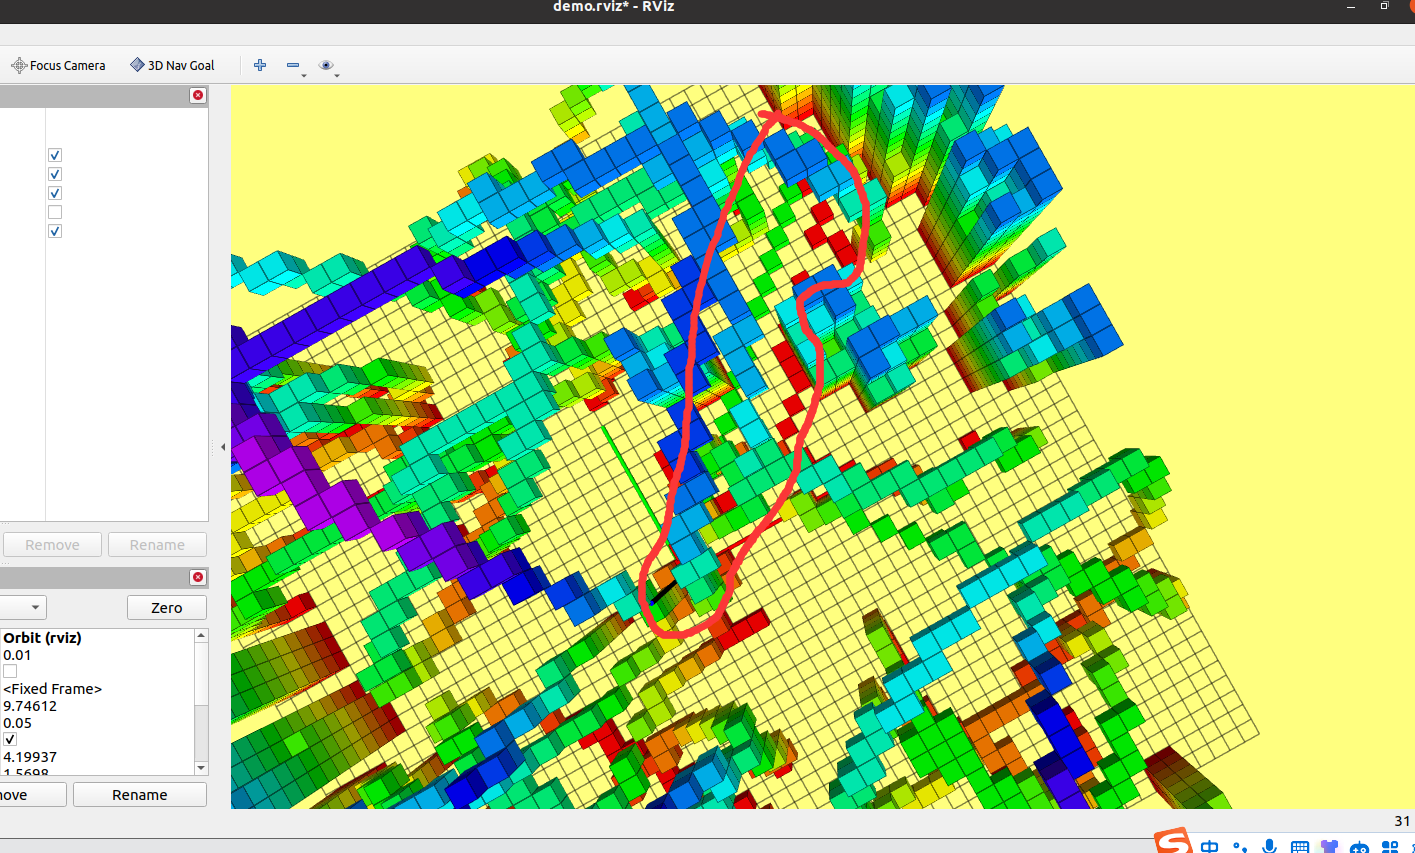 demo.rviz* - RViz
Focus Camera
3D Nav Goal
Remove
Rename
Zero
Orbit (rviz)
0.01
<Fixed Frame>
9.74612
0.05
4.19937
1.5698
ove
Rename
31
中